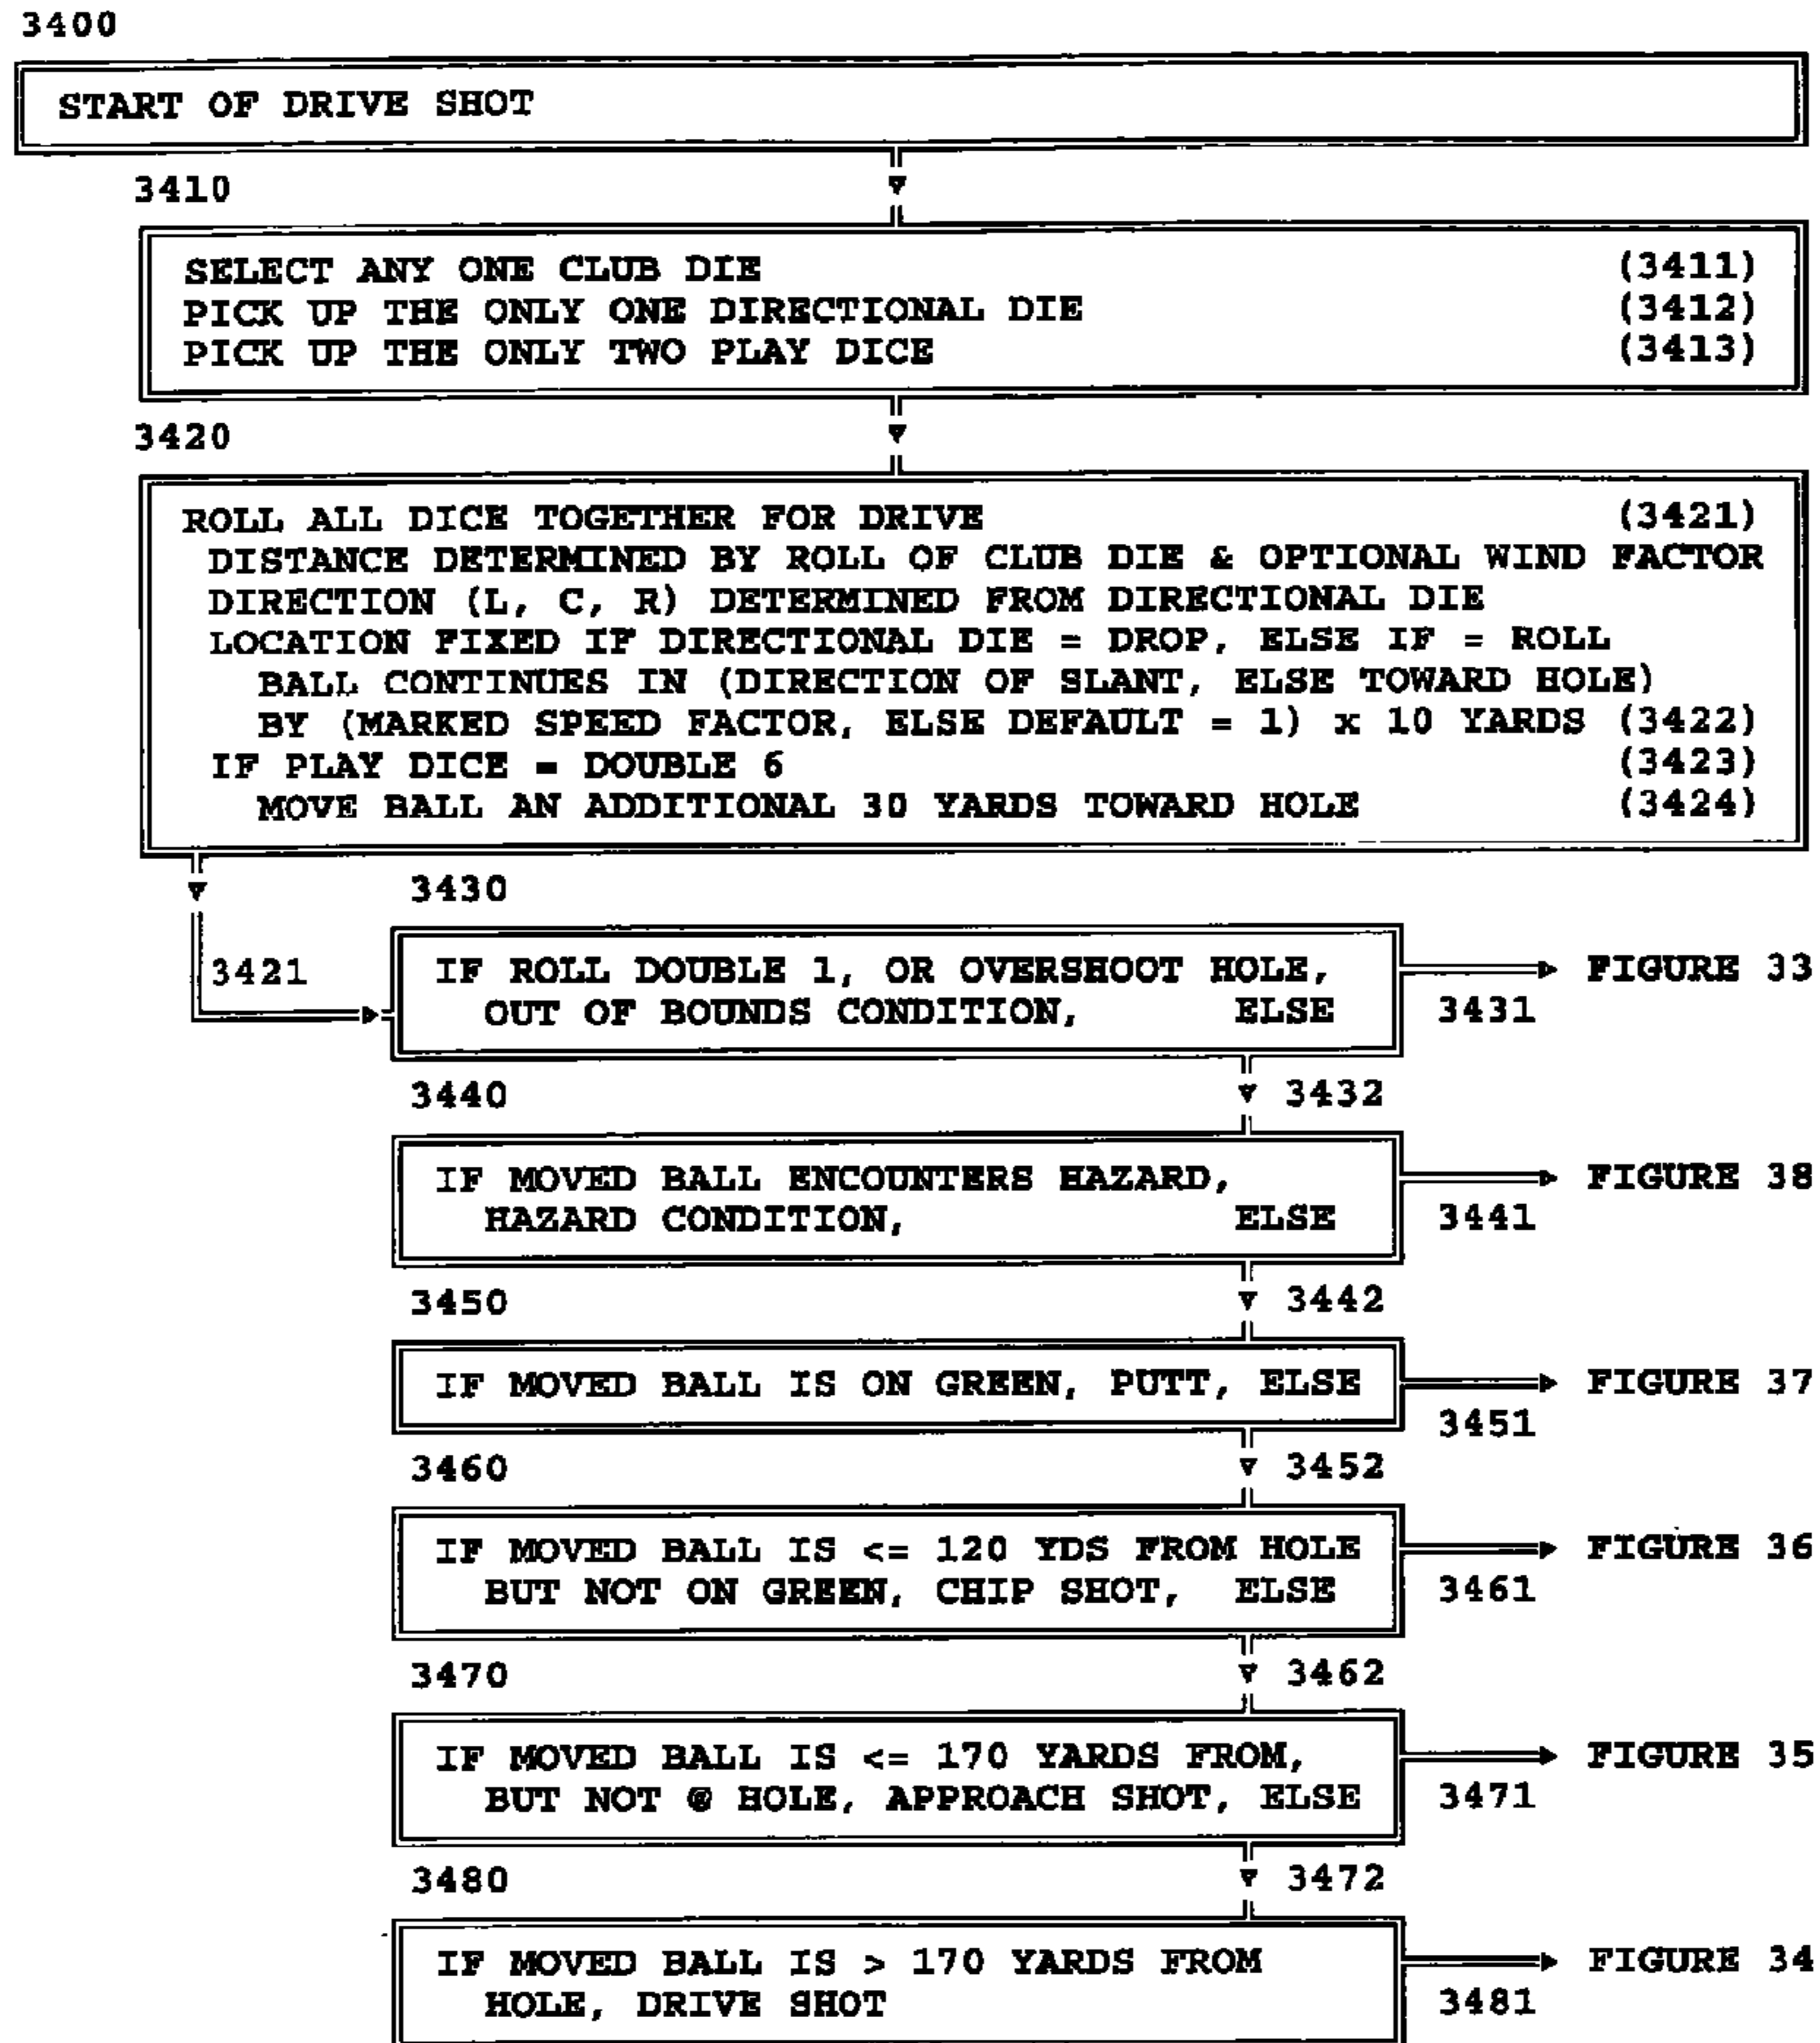 3400
START OF DRIVE SHOT
3410
SELECT ANY ONE CLUB DIE (3411)
PICK UP THE ONLY ONE DIRECTIONAL DIE (3412)
PICK UP THE ONLY TWO PLAY DICE (3413)
3420
ROLL ALL DICE TOGETHER FOR DRIVE (3421)
DISTANCE DETERMINED BY ROLL OF CLUB DIE & OPTIONAL WIND FACTOR
DIRECTION (L, C, R) DETERMINED FROM DIRECTIONAL DIE
LOCATION FIXED IF DIRECTIONAL DIE = DROP, ELSE IF = ROLL
BALL CONTINUES IN (DIRECTION OF SLANT, ELSE TOWARD HOLE)
BY (MARKED SPEED FACTOR, ELSE DEFAULT = 1) x 10 YARDS (3422)
IF PLAY DICE = DOUBLE 6 (3423)
MOVE BALL AN ADDITIONAL 30 YARDS TOWARD HOLE (3424)
3430
3421
IF ROLL DOUBLE 1, OR OVERSHOOT HOLE,
OUT OF BOUNDS CONDITION, ELSE
FIGURE 33
3431
3440
3432
IF MOVED BALL ENCOUNTERS HAZARD,
HAZARD CONDITION, ELSE
FIGURE 38
3441
3450
3442
IF MOVED BALL IS ON GREEN, PUTT, ELSE
FIGURE 37
3451
3460
3452
IF MOVED BALL IS <= 120 YDS FROM HOLE
BUT NOT ON GREEN, CHIP SHOT, ELSE
FIGURE 36
3461
3470
3462
IF MOVED BALL IS <= 170 YARDS FROM,
BUT NOT @ HOLE, APPROACH SHOT, ELSE
FIGURE 35
3471
3480
3472
IF MOVED BALL IS > 170 YARDS FROM
HOLE, DRIVE SHOT
FIGURE 34
3481